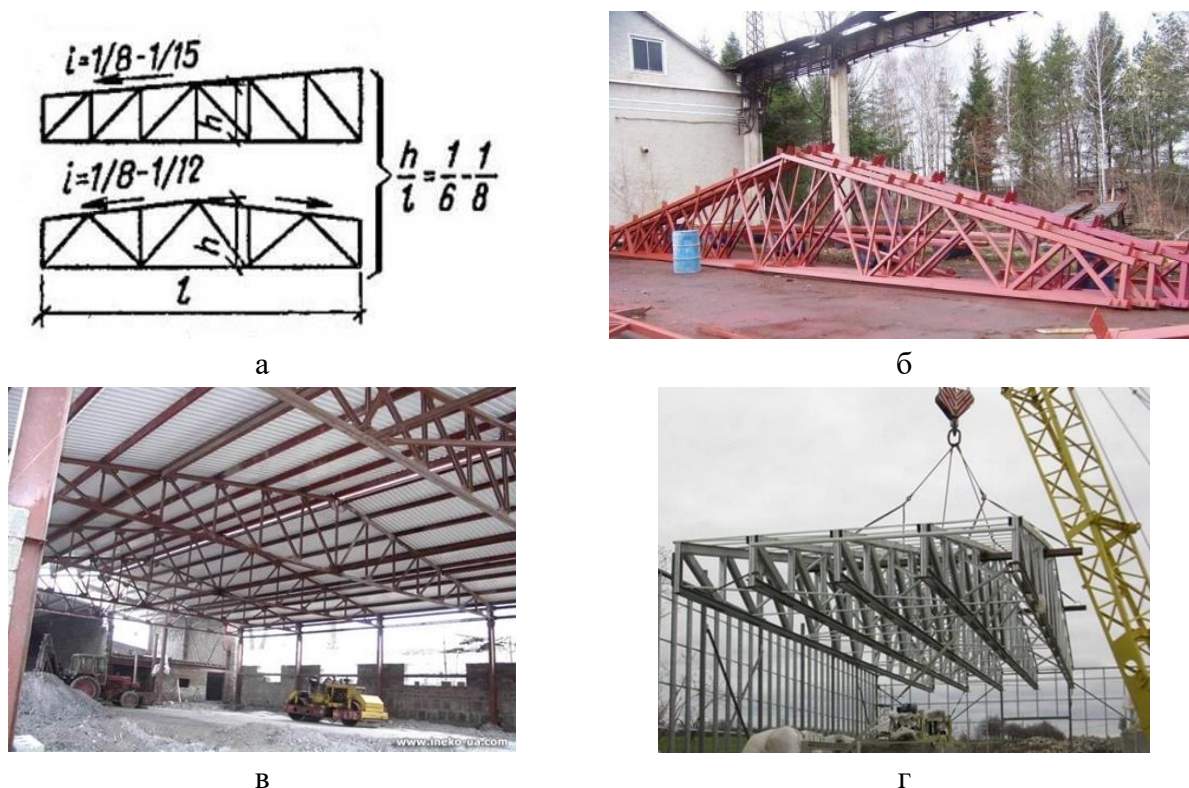 i=1/8-1/15
h
i=1/8-1/12
h
h/l=1/6-1/8
l
а
б
www.ineko-ua.com
в
г